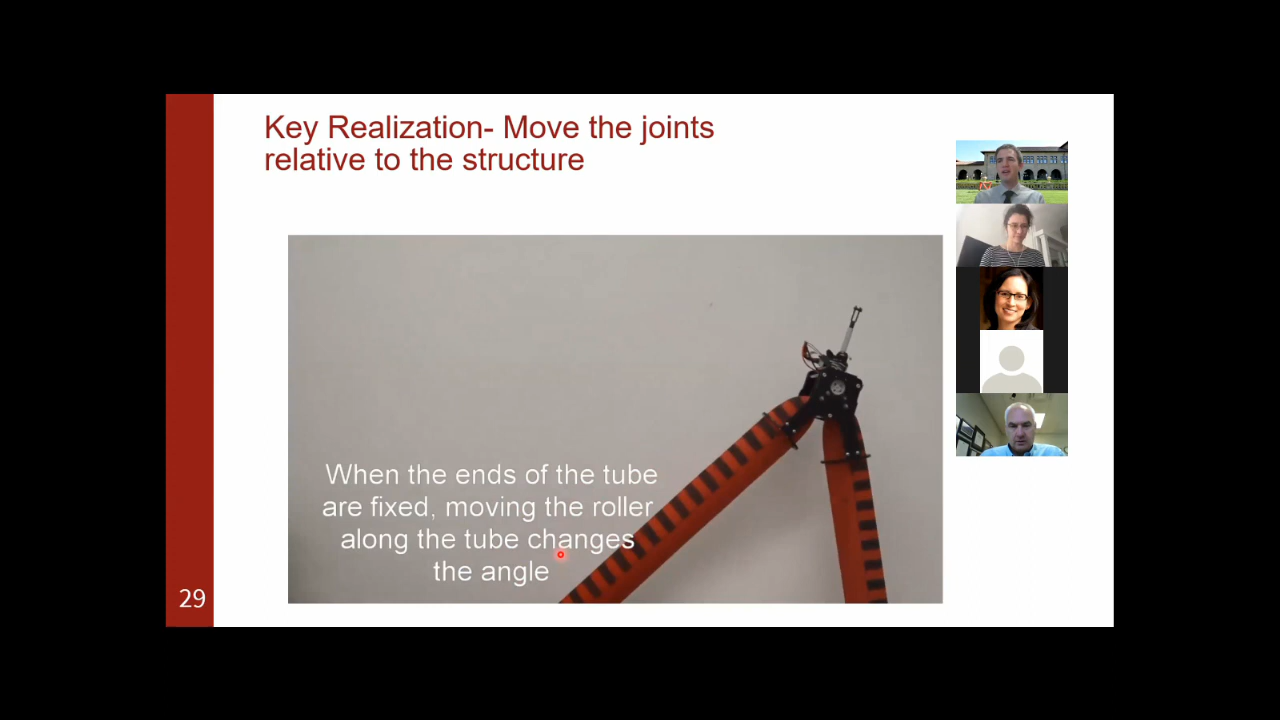 Key Realization- Move the joints
relative to the structure
When the ends of the tube
are fixed, moving the roller
along the tube changes
the angle
29